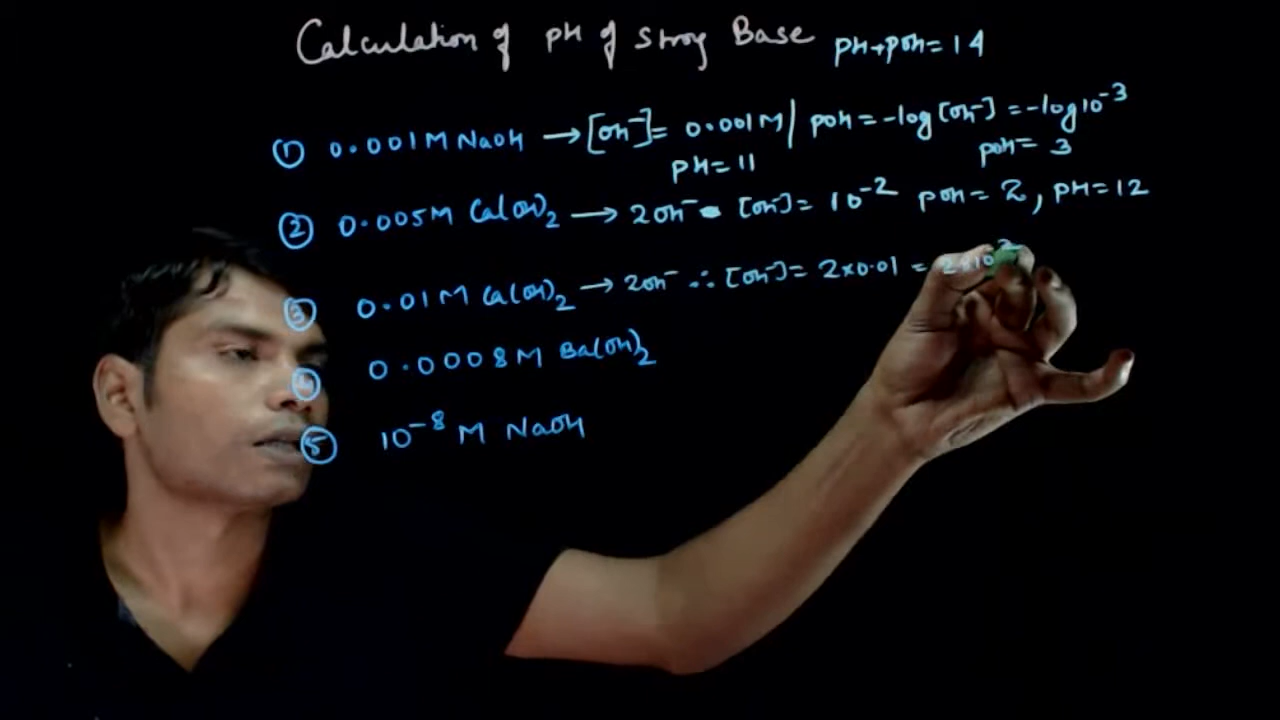 Calculation of pH of Strog Base pH+pOH=14
① 0.001M NaOH → [OH⁻]= 0.001M | pOH=-log[OH⁻] = -log10⁻³
pH=11 pOH= 3
② 0.005M Ca(OH)₂ → 2OH⁻ [OH⁻]= 10⁻² pOH= 2, pH=12
③ 0.01M Ca(OH)₂ → 2OH⁻ ∴ [OH⁻]= 2×0.01 = 2×10
④ 0.0008M Ba(OH)₂
⑤ 10⁻⁸ M NaOH